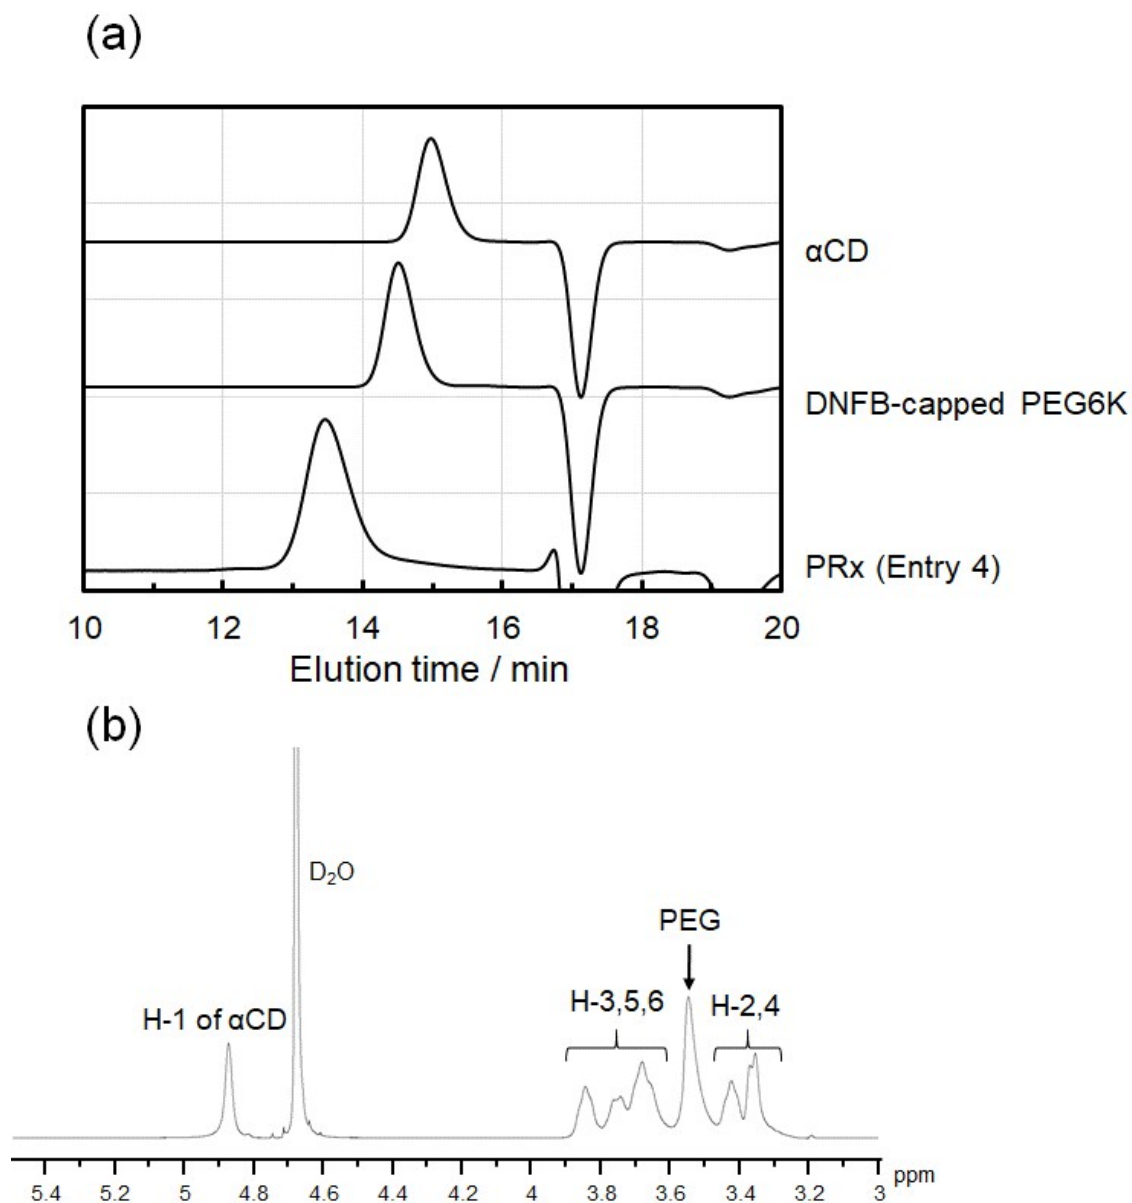 (a)
αCD
DNFB-capped PEG6K
PRx (Entry 4)
10 12 14 16 18 20
Elution time / min
(b)
D₂O
PEG
H-3,5,6 H-2,4
H-1 of αCD
ppm
5.4 5.2 5 4.8 4.6 4.4 4.2 4 3.8 3.6 3.4 3.2 3